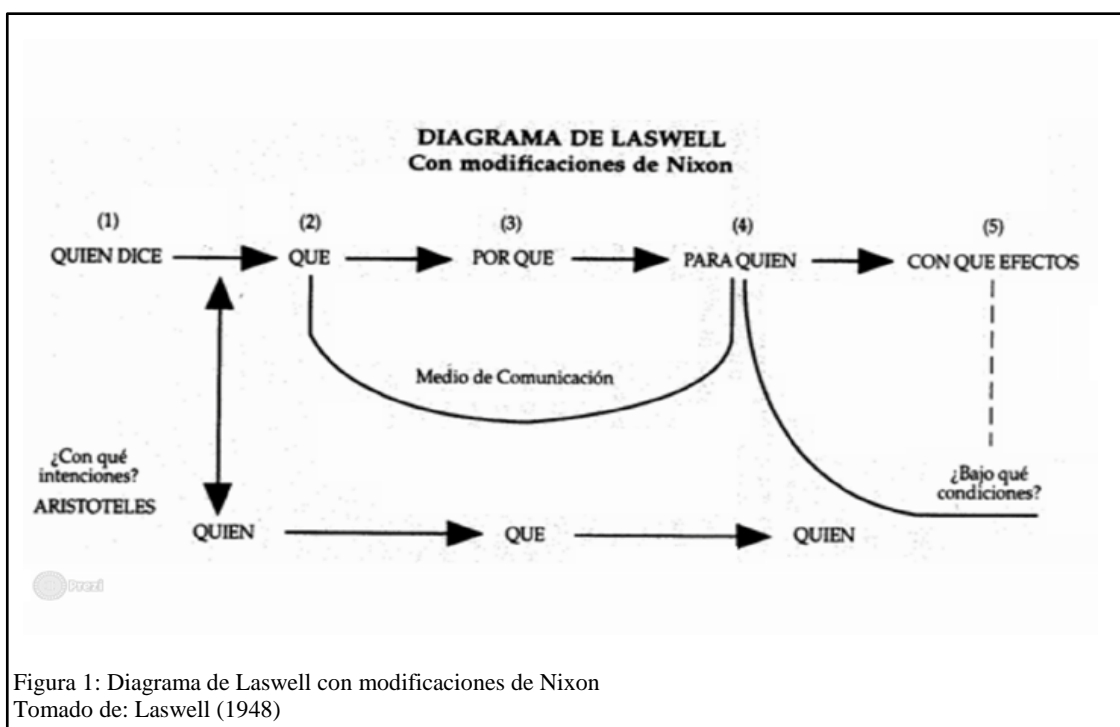 DIAGRAMA DE LASWELL
Con modificaciones de Nixon
(1) (2) (3) (4) (5)
QUIEN DICE QUE POR QUE PARA QUIEN CON QUE EFECTOS
Medio de Comunicación
¿Con qué
intenciones?
ARISTOTELES
¿Bajo qué
condiciones?
QUIEN QUE QUIEN
Prezi
Figura 1: Diagrama de Laswell con modificaciones de Nixon
Tomado de: Laswell (1948)